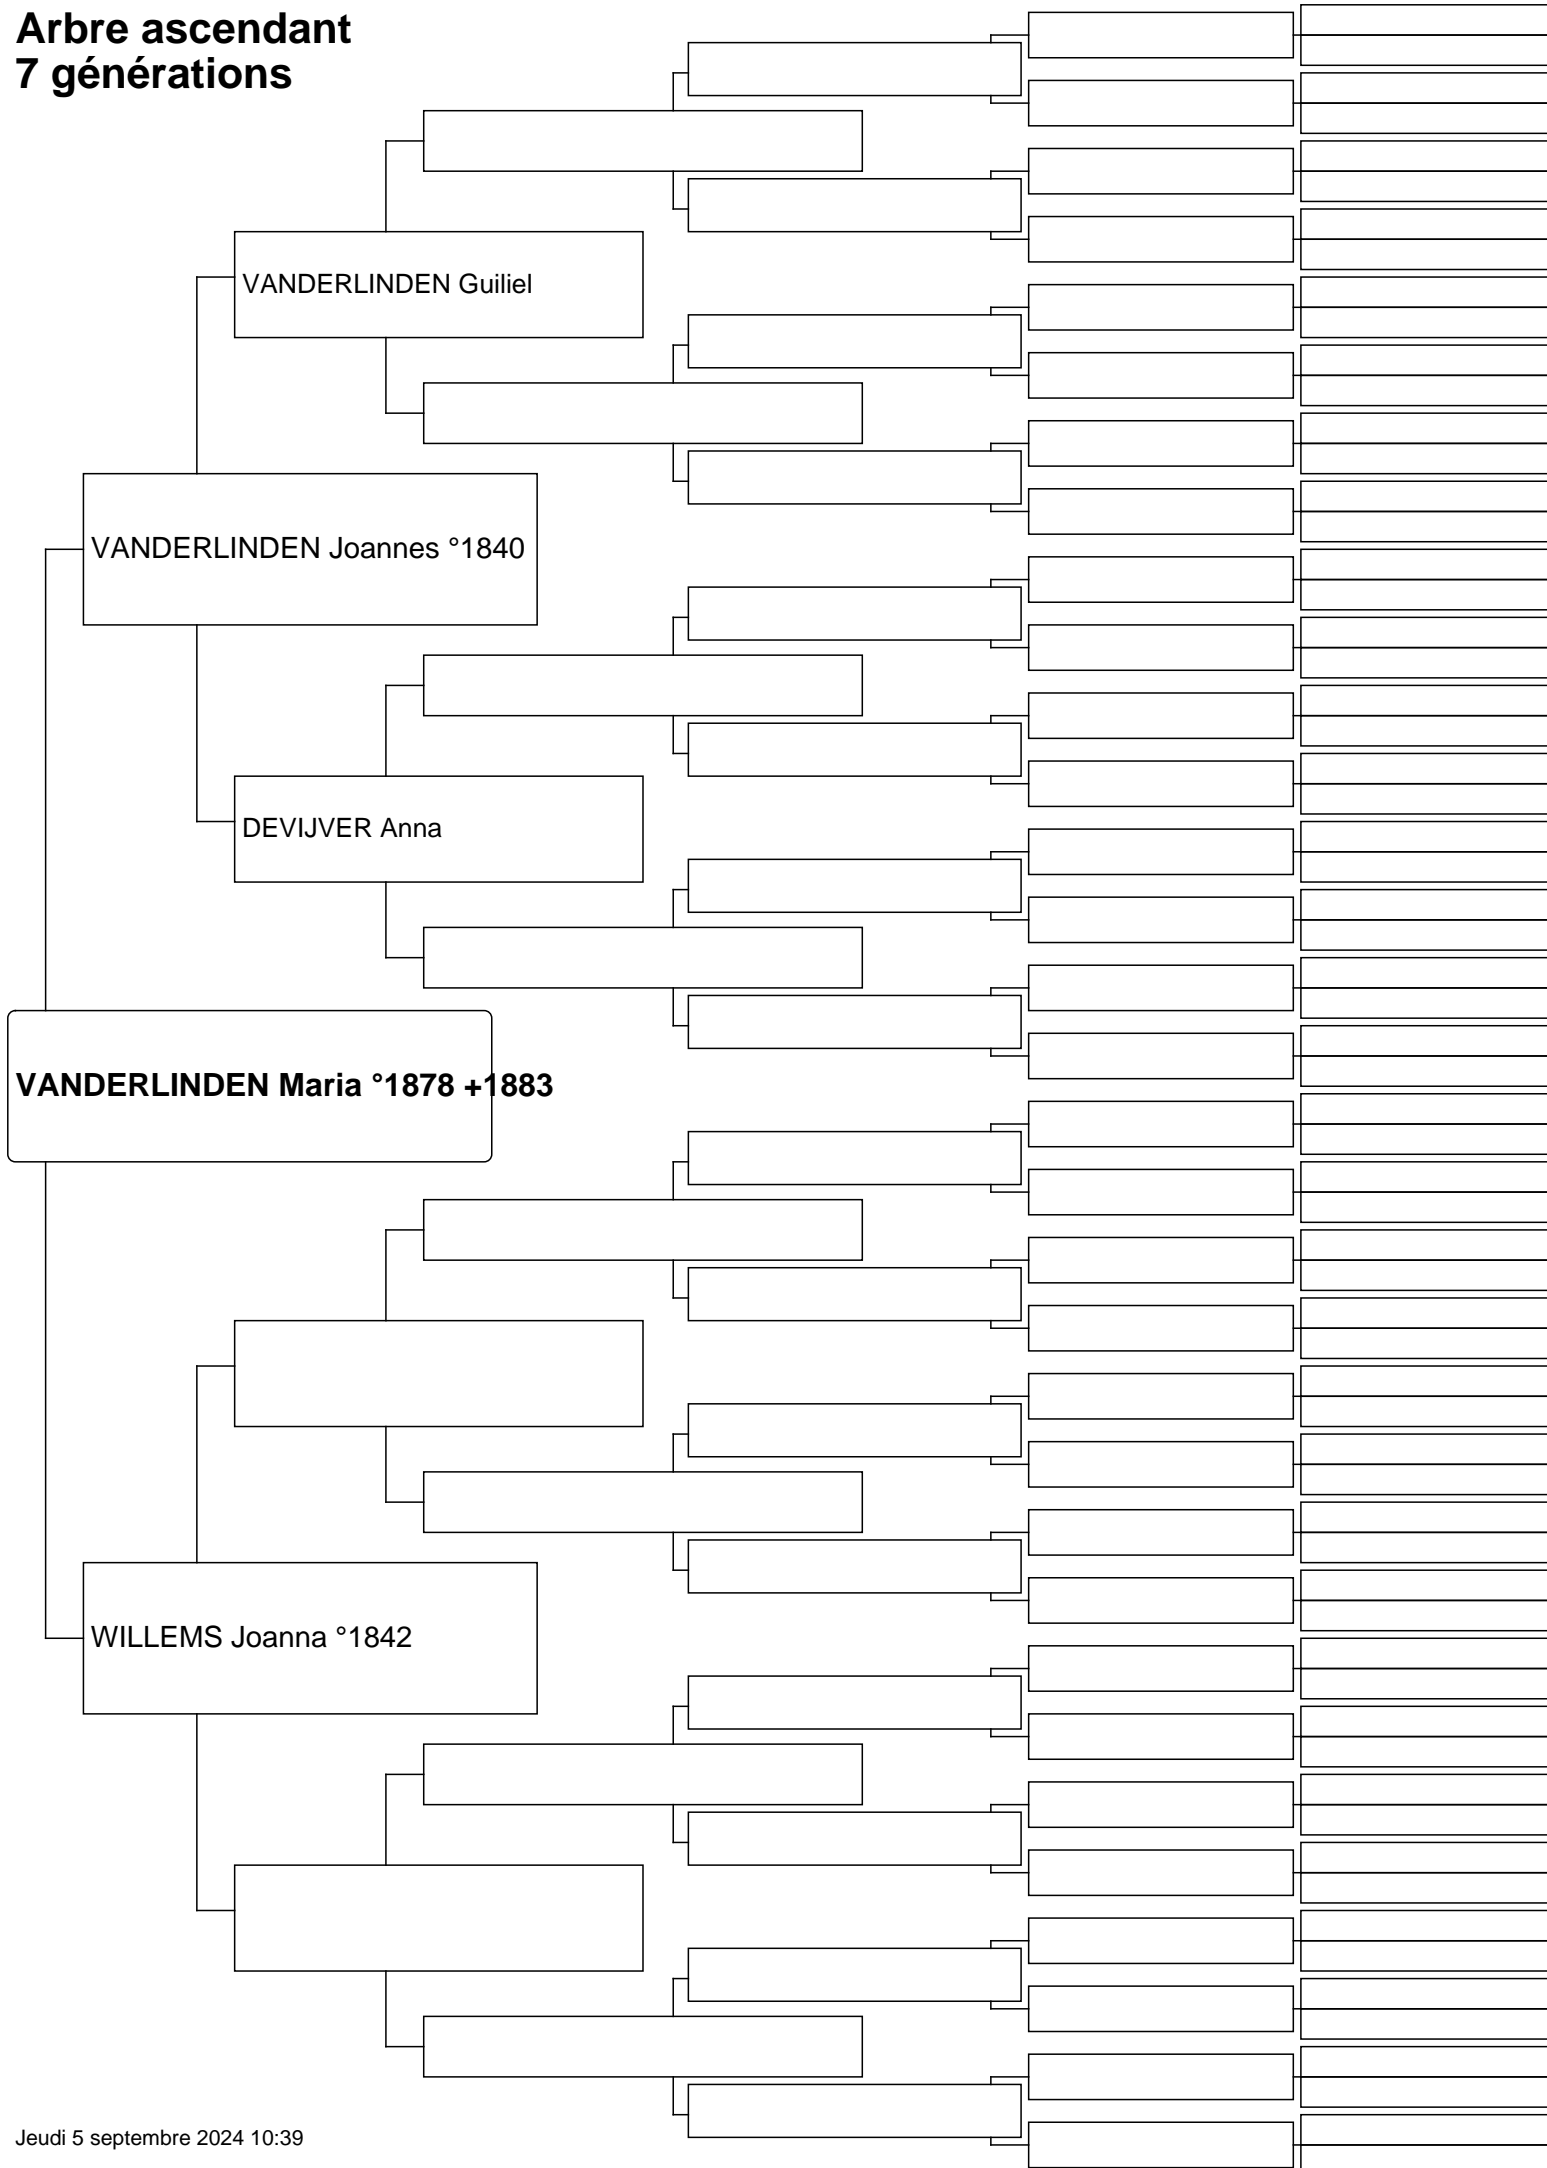 Arbre ascendant
7 générations
VANDERLINDEN Guiliel
VANDERLINDEN Joannes °1840
DEVIJVER Anna
VANDERLINDEN Maria °1878 +1883
WILLEMS Joanna °1842
Jeudi 5 septembre 2024 10:39